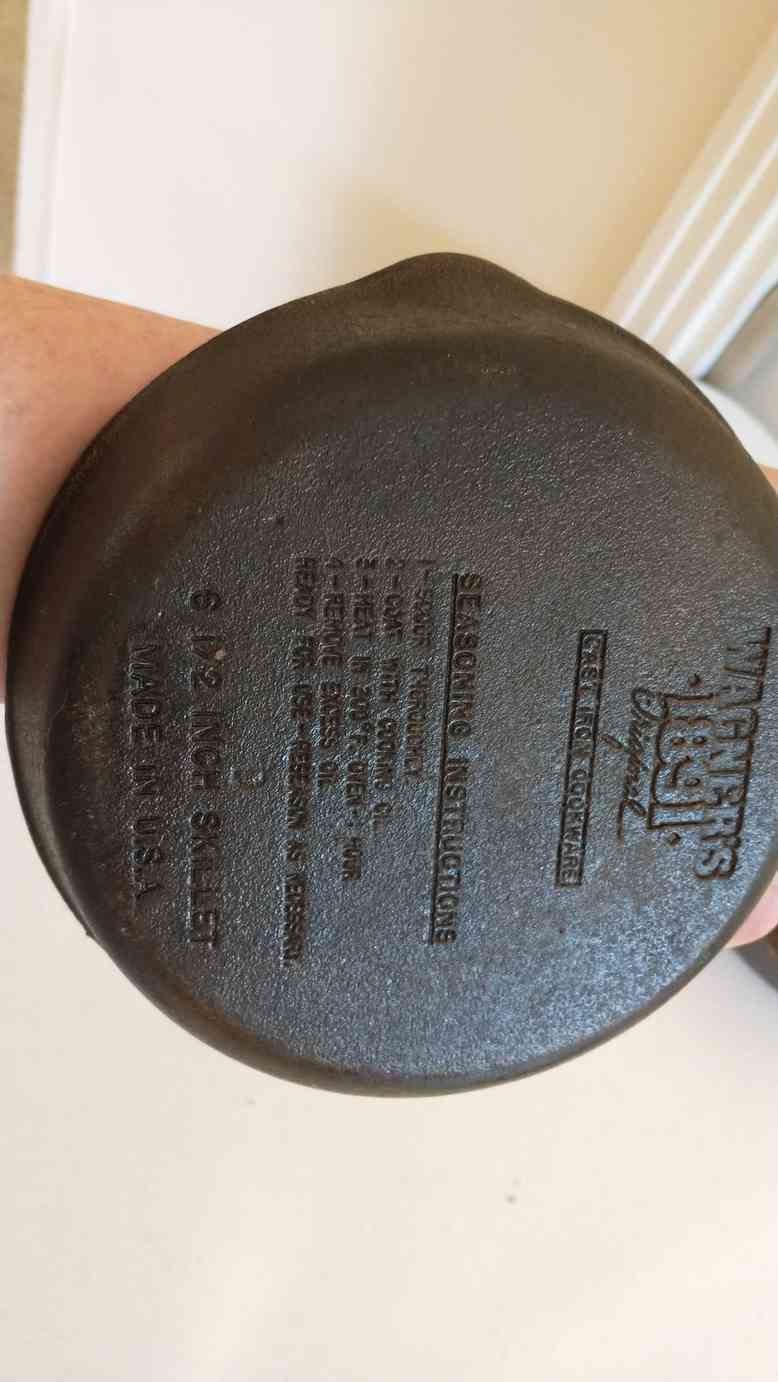 WAGNER'S
·1891·
Original
CAST IRON COOKWARE
SEASONING INSTRUCTIONS
1-SCOUR THOROUGHLY.
2-COAT WITH COOKING OIL.
3-HEAT IN 300°F. OVEN-1 HOUR
4-REMOVE EXCESS OIL
READY FOR USE-RESEASON AS NECESSARY.
6 1/2 INCH SKILLET
MADE IN U.S.A.